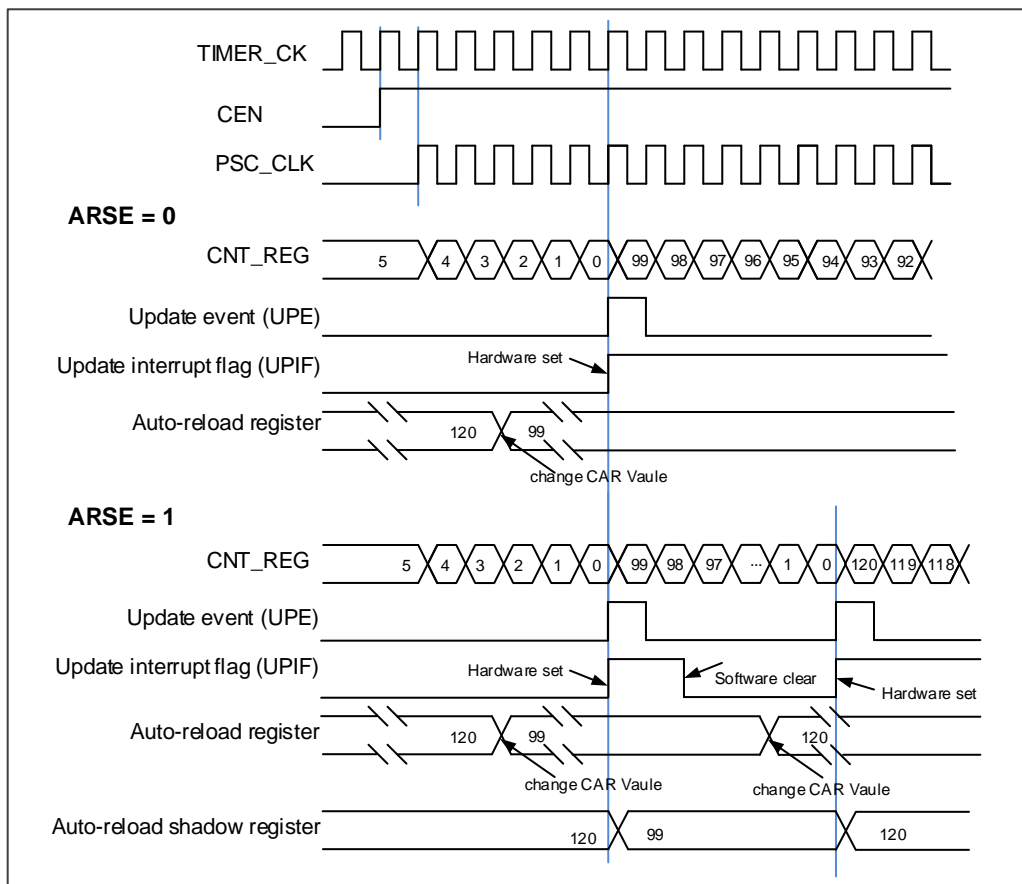 TIMER_CK
CEN
PSC_CLK
ARSE = 0
CNT_REG 5 4 3 2 1 0 99 98 97 96 95 94 93 92
Update event (UPE)
Update interrupt flag (UPIF) Hardware set
Auto-reload register 120 99
change CAR Vaule
ARSE = 1
CNT_REG 5 4 3 2 1 0 99 98 97 ... 1 0 120 119 118
Update event (UPE)
Update interrupt flag (UPIF) Hardware set Software clear Hardware set
Auto-reload register 120 99 120
change CAR Vaule change CAR Vaule
Auto-reload shadow register 120 99 120